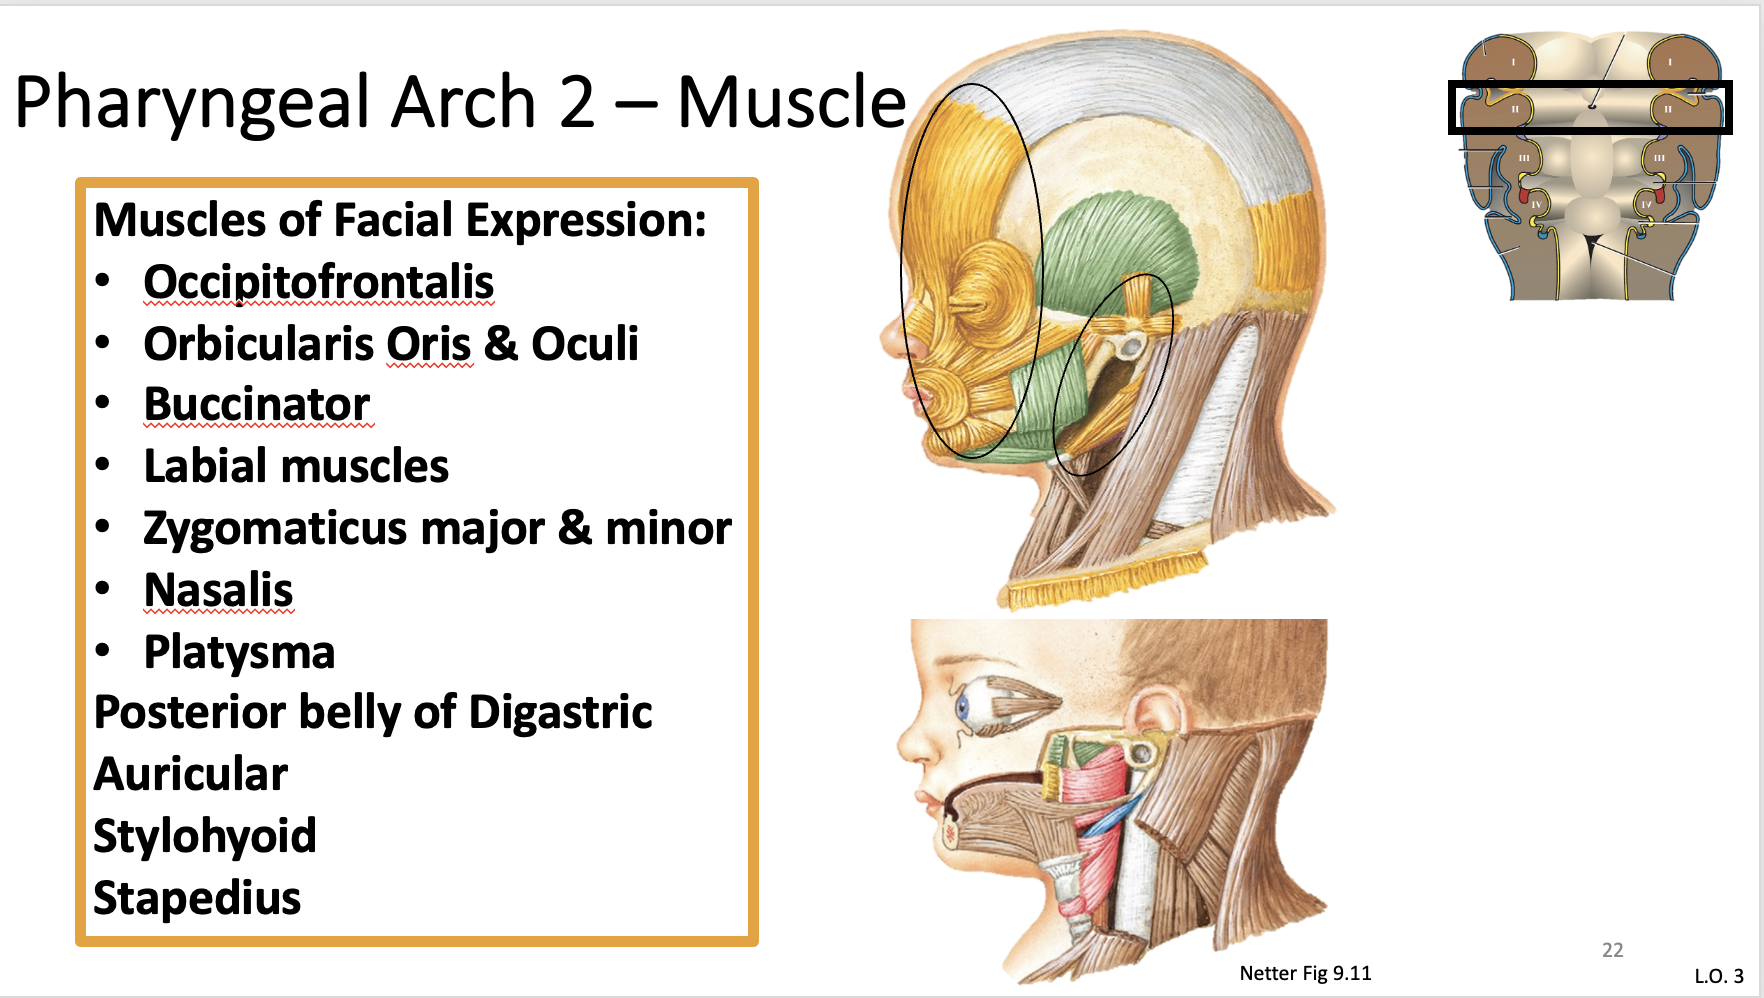 Pharyngeal Arch 2 – Muscle
Muscles of Facial Expression:
• Occipitofrontalis
• Orbicularis Oris & Oculi
• Buccinator
• Labial muscles
• Zygomaticus major & minor
• Nasalis
• Platysma
Posterior belly of Digastric
Auricular
Stylohyoid
Stapedius
I I
II II
III III
IV IV
Netter Fig 9.11
22
L.O. 3